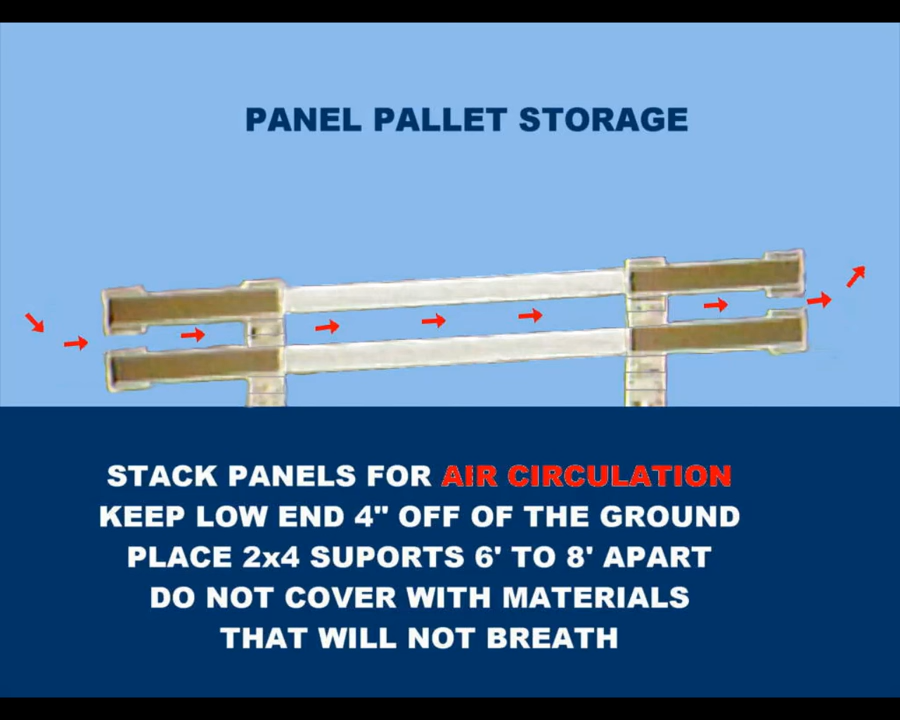 PANEL PALLET STORAGE
STACK PANELS FOR AIR CIRCULATION
KEEP LOW END 4" OFF OF THE GROUND
PLACE 2x4 SUPORTS 6' TO 8' APART
DO NOT COVER WITH MATERIALS
THAT WILL NOT BREATH